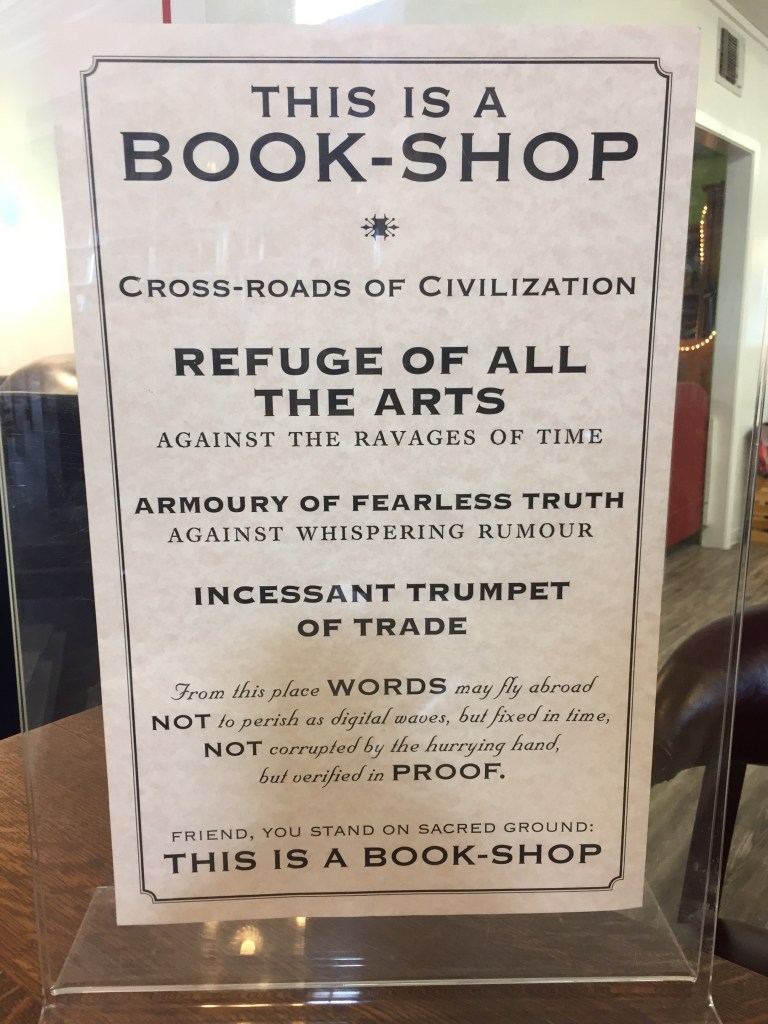 THIS IS A
BOOK-SHOP
CROSS-ROADS OF CIVILIZATION
REFUGE OF ALL
THE ARTS
AGAINST THE RAVAGES OF TIME
ARMOURY OF FEARLESS TRUTH
AGAINST WHISPERING RUMOUR
INCESSANT TRUMPET
OF TRADE
From this place WORDS may fly abroad
NOT to perish as digital waves, but fixed in time,
NOT corrupted by the hurrying hand,
but verified in PROOF.
FRIEND, YOU STAND ON SACRED GROUND:
THIS IS A BOOK-SHOP